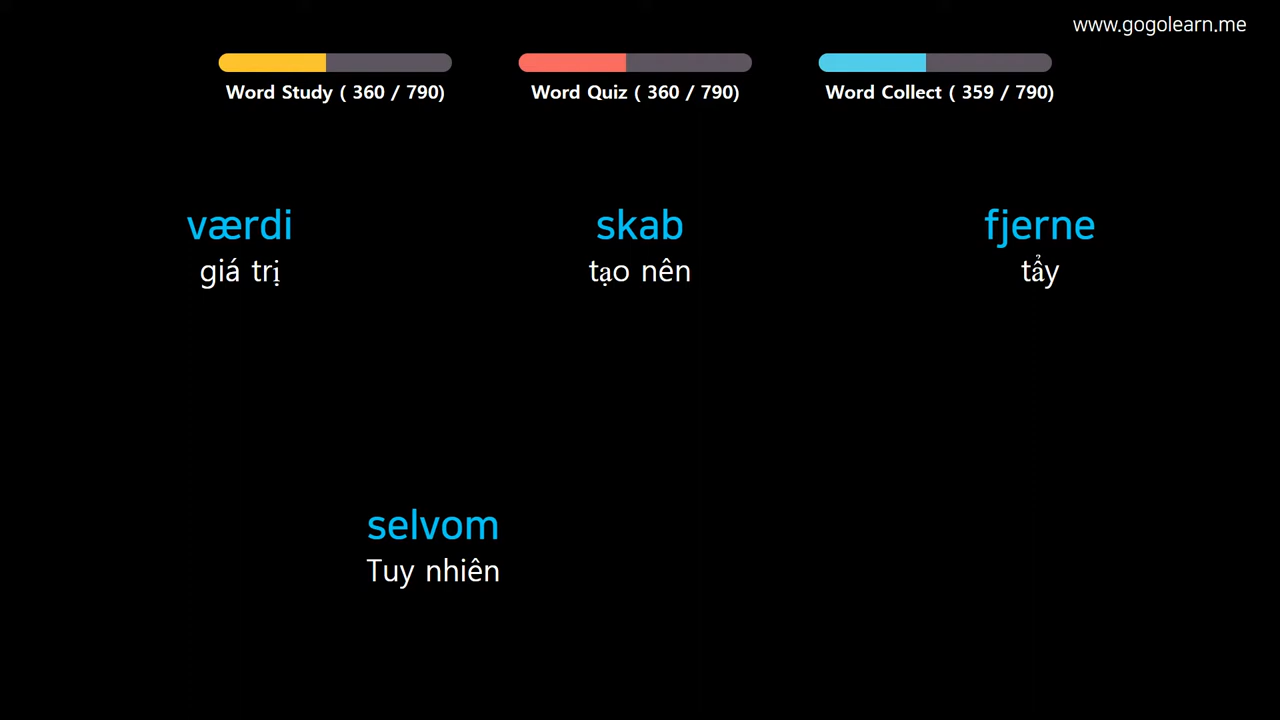 www.gogolearn.me
Word Study ( 360 / 790)
Word Quiz ( 360 / 790)
Word Collect ( 359 / 790)
værdi
giá trị
skab
tạo nên
fjerne
tẩy
selvom
Tuy nhiên